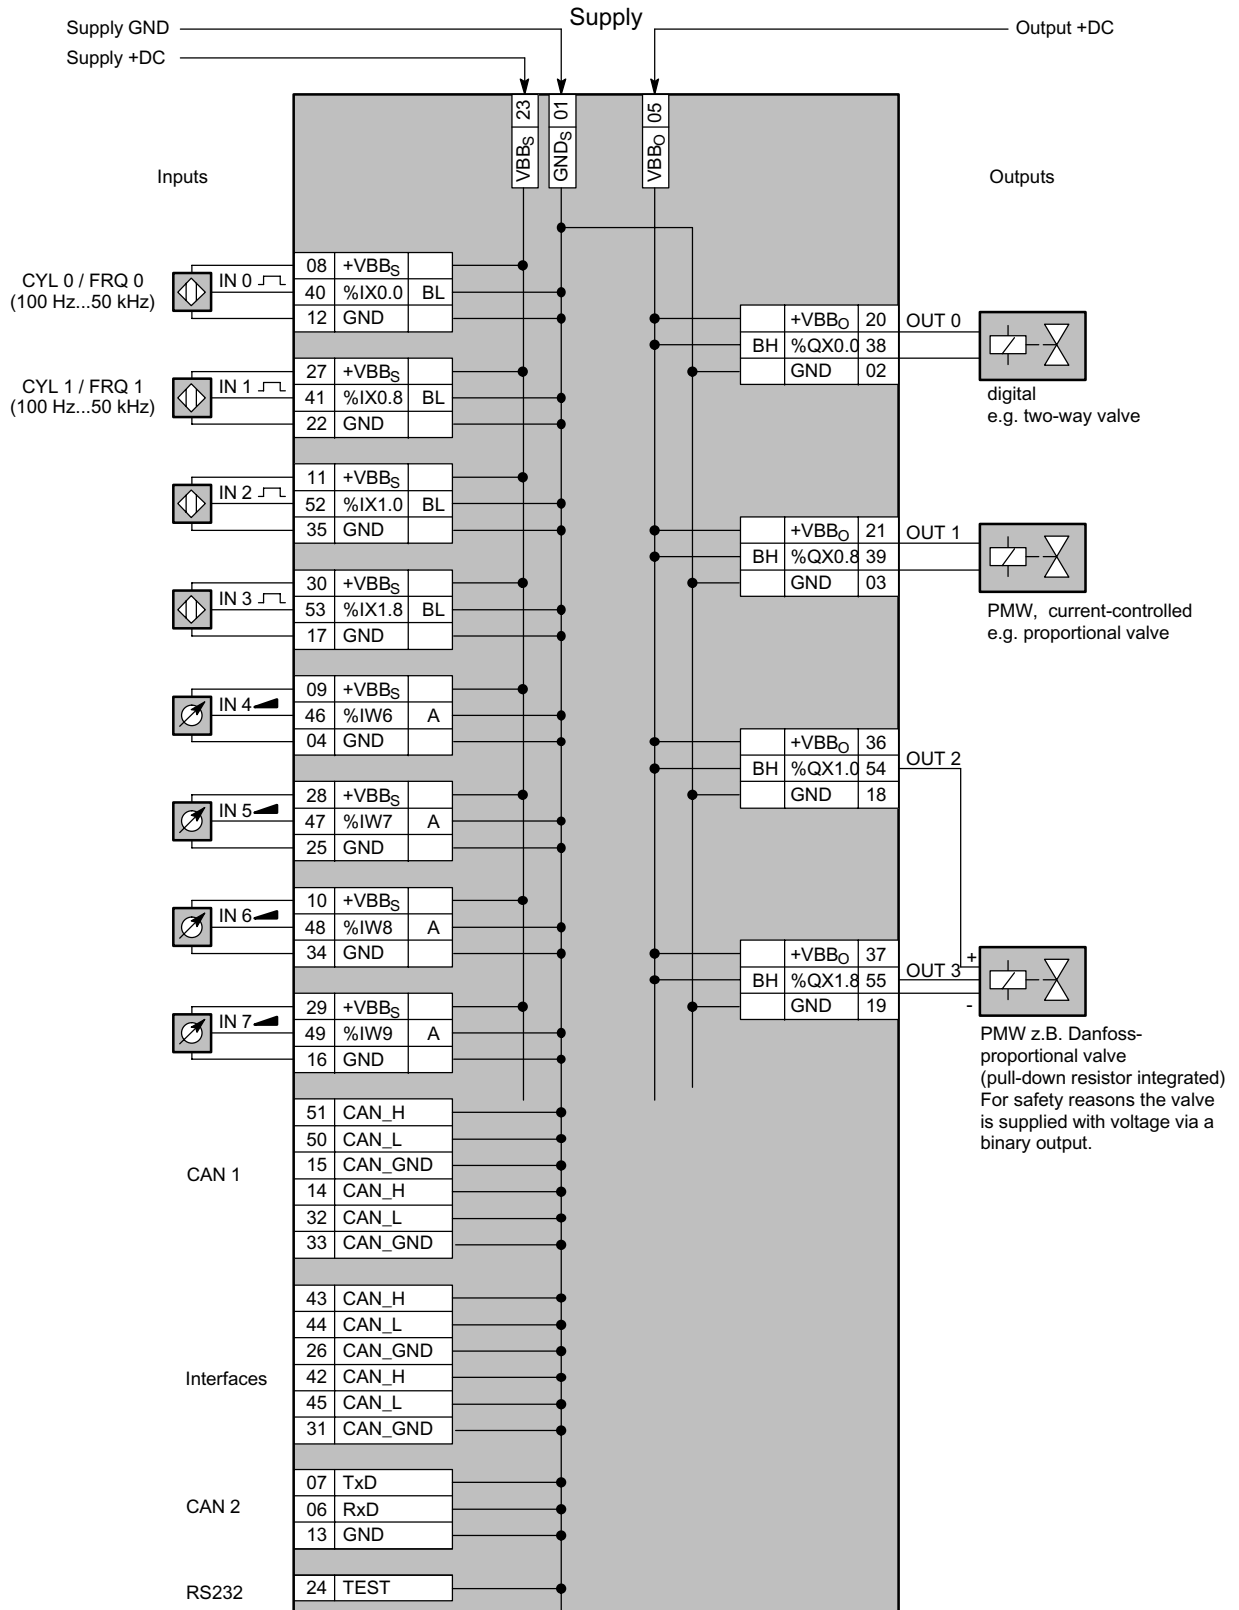 Supply
Supply GND
Output +DC
Supply +DC
VBBS 23
GNDS 01
VBBO 05
Inputs
Outputs
CYL 0 / FRQ 0
(100 Hz...50 kHz)
IN 0
08 +VBBS
40 %IX0.0 BL
12 GND
CYL 1 / FRQ 1
(100 Hz...50 kHz)
IN 1
27 +VBBS
41 %IX0.8 BL
22 GND
IN 2
11 +VBBS
52 %IX1.0 BL
35 GND
IN 3
30 +VBBS
53 %IX1.8 BL
17 GND
IN 4
09 +VBBS
46 %IW6 A
04 GND
IN 5
28 +VBBS
47 %IW7 A
25 GND
IN 6
10 +VBBS
48 %IW8 A
34 GND
IN 7
29 +VBBS
49 %IW9 A
16 GND
CAN 1
51 CAN_H
50 CAN_L
15 CAN_GND
14 CAN_H
32 CAN_L
33 CAN_GND
Interfaces
43 CAN_H
44 CAN_L
26 CAN_GND
42 CAN_H
45 CAN_L
31 CAN_GND
CAN 2
07 TxD
06 RxD
13 GND
RS232
24 TEST
+VBBO 20 OUT 0
BH %QX0.0 38
GND 02
digital
e.g. two-way valve
+VBBO 21 OUT 1
BH %QX0.8 39
GND 03
PMW, current-controlled
e.g. proportional valve
+VBBO 36
BH %QX1.0 54 OUT 2
GND 18
+VBBO 37 +
BH %QX1.8 55 OUT 3
GND 19 -
PMW z.B. Danfoss-
proportional valve
(pull-down resistor integrated)
For safety reasons the valve
is supplied with voltage via a
binary output.